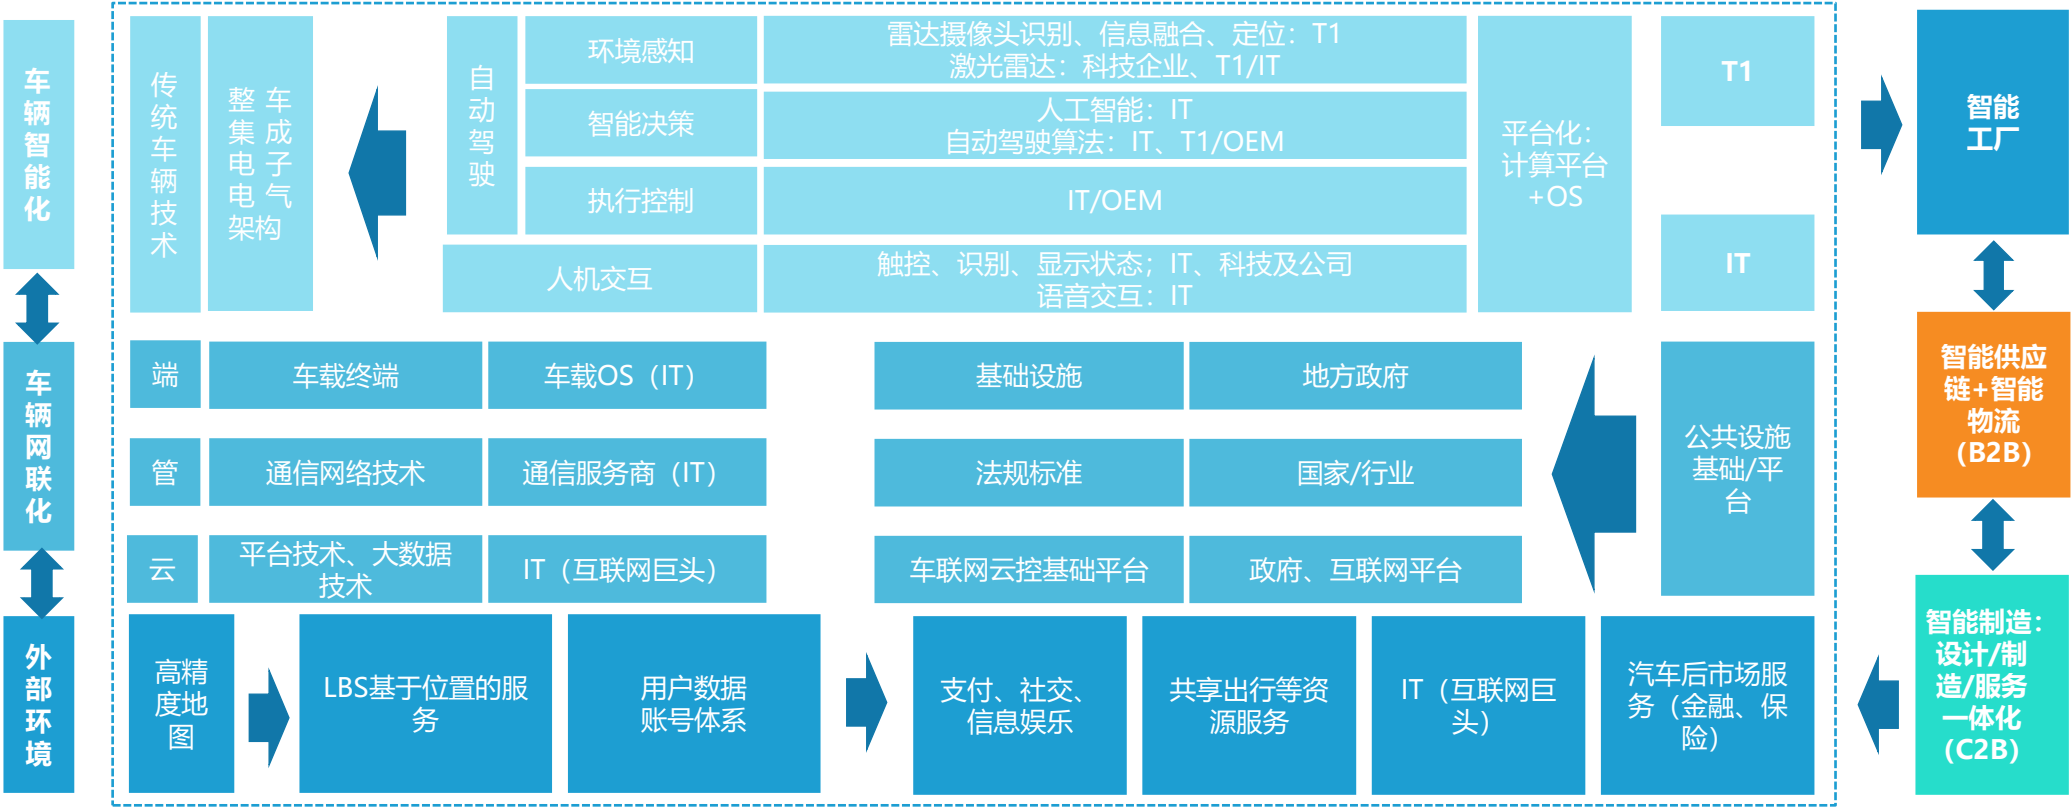 车
辆
智
能
化
传
统
车
辆
技
术
整 车
集 成
电 子
电 气
架构
自
动
驾
驶
环境感知
雷达摄像头识别、信息融合、定位：T1
激光雷达：科技企业、T1/IT
智能决策
人工智能：IT
自动驾驶算法：IT、T1/OEM
执行控制
IT/OEM
人机交互
触控、识别、显示状态；IT、科技及公司
语音交互：IT
平台化：
计算平台
+OS
T1
IT
智能
工厂
车
辆
网
联
化
端
车载终端
车载OS（IT）
基础设施
地方政府
管
通信网络技术
通信服务商（IT）
法规标准
国家/行业
云
平台技术、大数据
技术
IT（互联网巨头）
车联网云控基础平台
政府、互联网平台
公共设施
基础/平
台
智能供应
链+智能
物流
（B2B）
外
部
环
境
高精
度地
图
LBS基于位置的服
务
用户数据
账号体系
支付、社交、
信息娱乐
共享出行等资
源服务
IT（互联网巨
头）
汽车后市场服
务（金融、保
险）
智能制造：
设计/制
造/服务
一体化
（C2B）